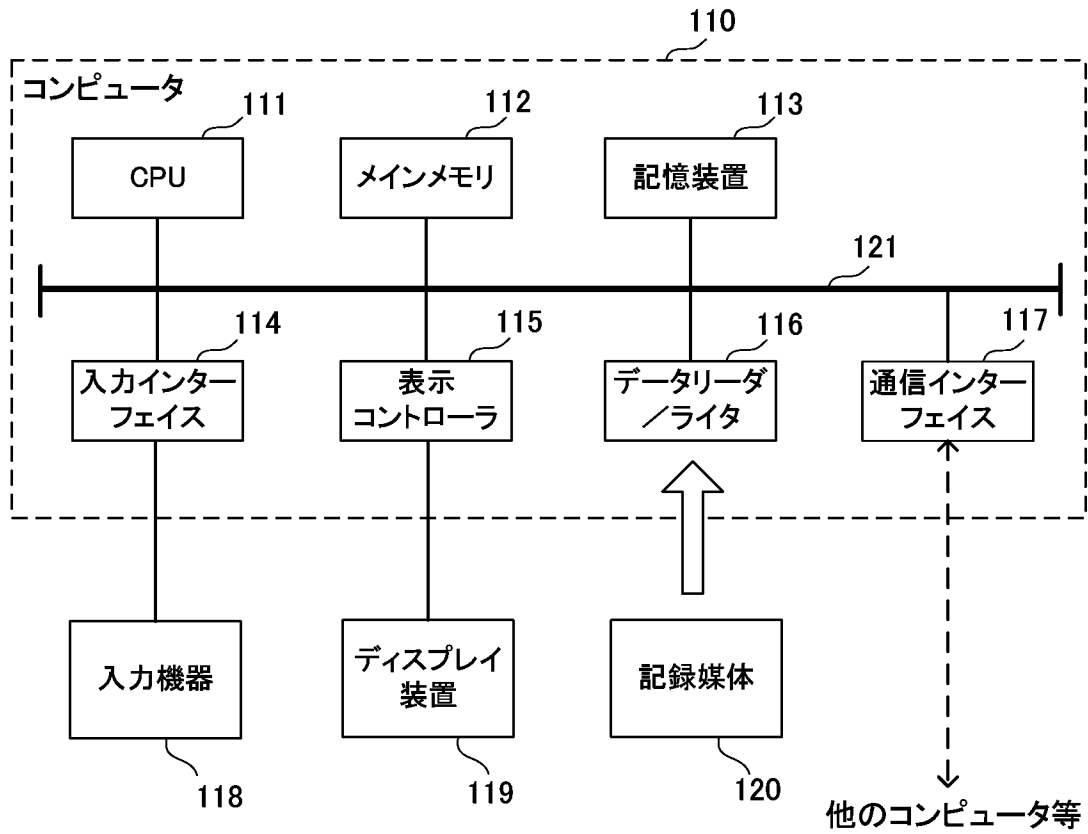 110
コンピュータ
111
112
113
CPU
メインメモリ
記憶装置
121
114
115
116
117
入力インター
フェイス
表示
コントローラ
データリーダ
／ライタ
通信インター
フェイス
入力機器
ディスプレイ
装置
記録媒体
118
119
120
他のコンピュータ等